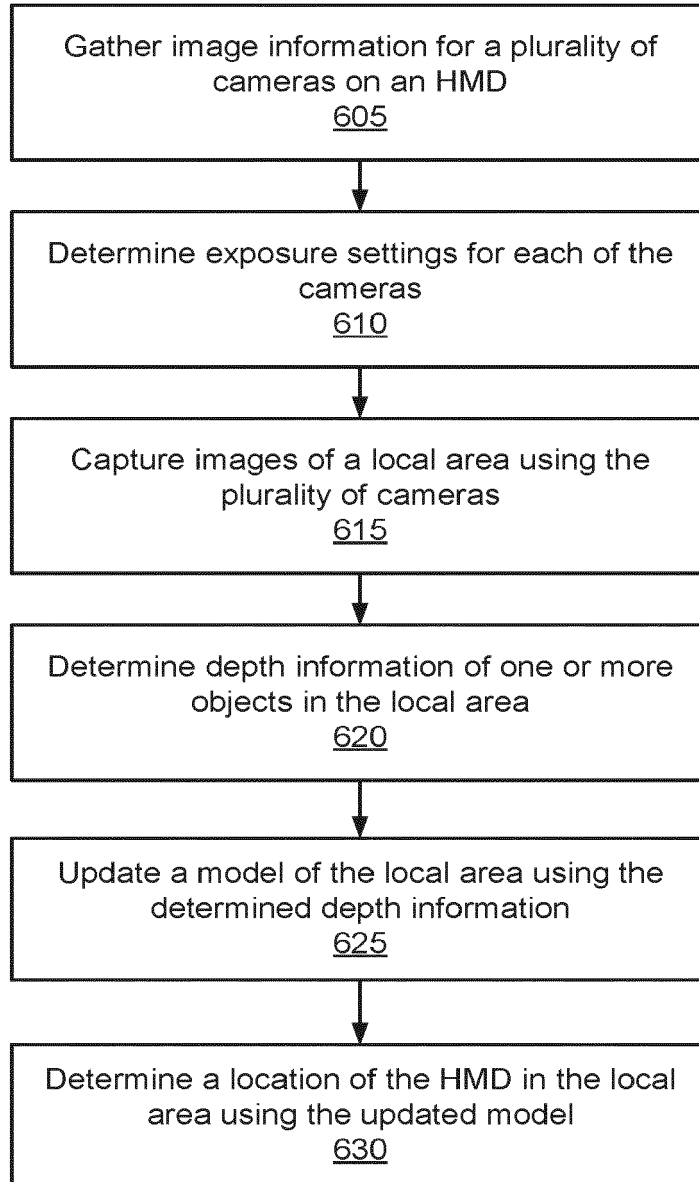 Gather image information for a plurality of
cameras on an HMD
605
Determine exposure settings for each of the
cameras
610
Capture images of a local area using the
plurality of cameras
615
Determine depth information of one or more
objects in the local area
620
Update a model of the local area using the
determined depth information
625
Determine a location of the HMD in the local
area using the updated model
630